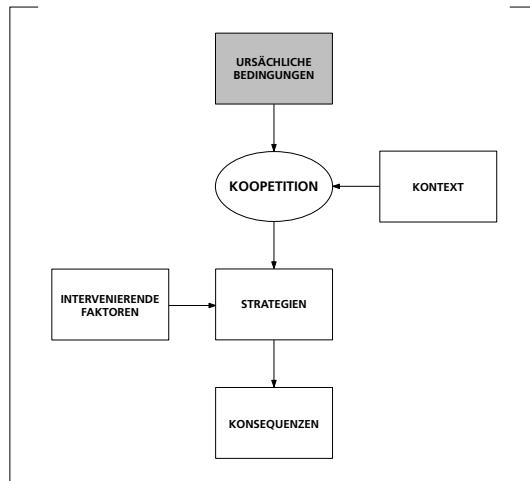 URSÄCHLICHE
BEDINGUNGEN
KOOPETITION
KONTEXT
INTERVENIERENDE
FAKTOREN
STRATEGIEN
KONSEQUENZEN